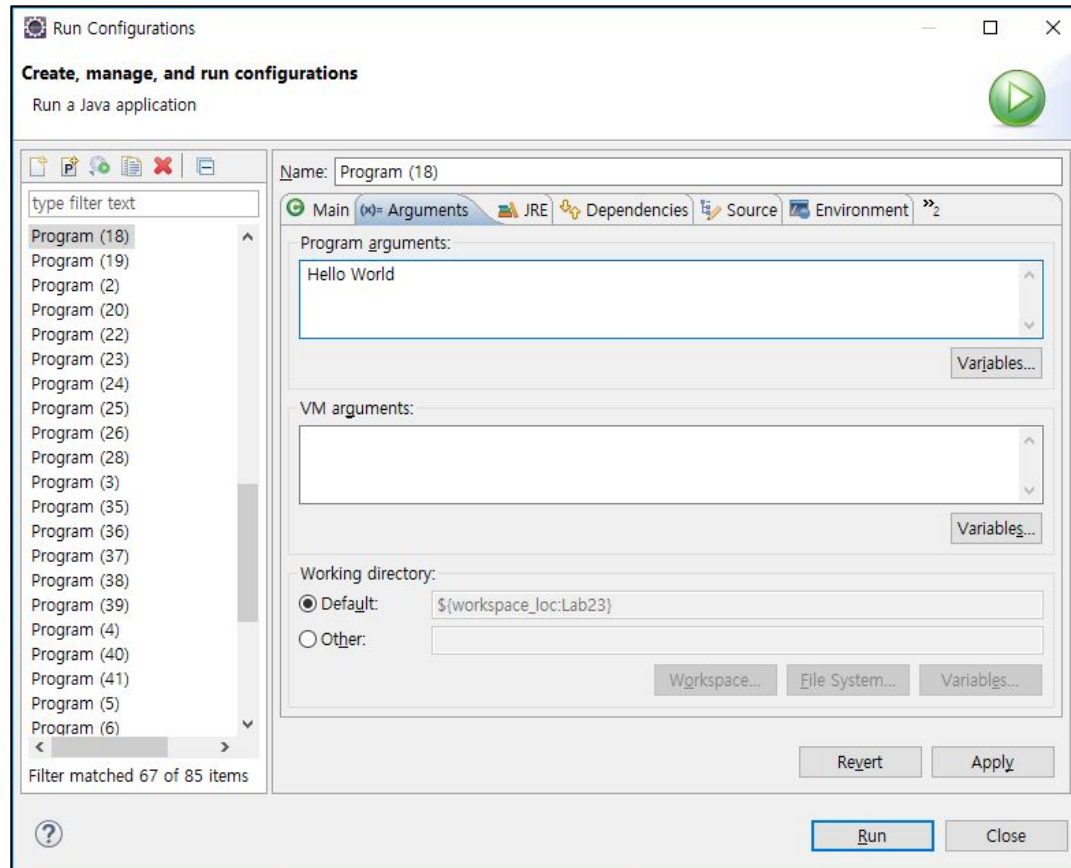 Run Configurations
Create, manage, and run configurations
Run a Java application
type filter text
Program (18)
Program (19)
Program (2)
Program (20)
Program (22)
Program (23)
Program (24)
Program (25)
Program (26)
Program (28)
Program (3)
Program (35)
Program (36)
Program (37)
Program (38)
Program (39)
Program (4)
Program (40)
Program (41)
Program (5)
Program (6)
Filter matched 67 of 85 items
Name: Program (18)
Main (x)= Arguments JRE Dependencies Source Environment »2
Program arguments:
Hello World
Variables...
VM arguments:
Variables...
Working directory:
Default: ${workspace_loc:Lab23}
Other:
Workspace... File System... Variables...
Revert Apply
Run Close